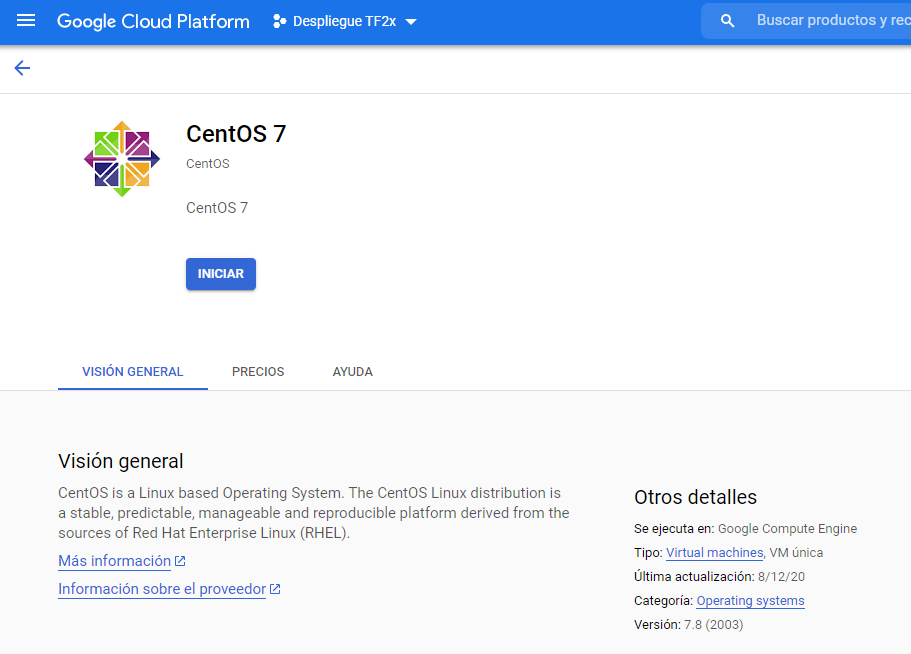 Google Cloud Platform
Despliegue TF2x
Buscar productos y rec
CentOS 7
CentOS
CentOS 7
INICIAR
VISIÓN GENERAL
PRECIOS
AYUDA
Visión general
CentOS is a Linux based Operating System. The CentOS Linux distribution is
a stable, predictable, manageable and reproducible platform derived from the
sources of Red Hat Enterprise Linux (RHEL).
Más información
Información sobre el proveedor
Otros detalles
Se ejecuta en: Google Compute Engine
Tipo: Virtual machines, VM única
Última actualización: 8/12/20
Categoría: Operating systems
Versión: 7.8 (2003)